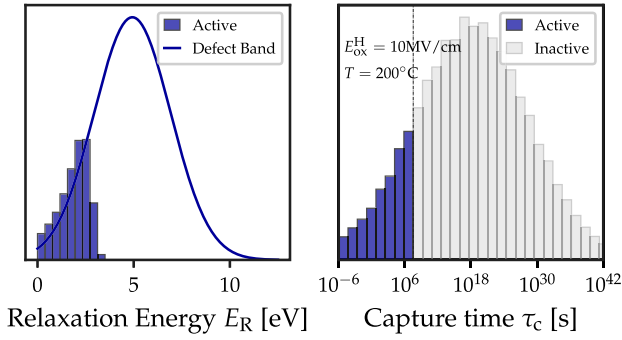 Active
Defect Band
0
5
10
Relaxation Energy E_R [eV]
E_ox^H = 10MV/cm
T = 200°C
Active
Inactive
10^−6
10^6
10^18
10^30
10^42
Capture time τ_c [s]